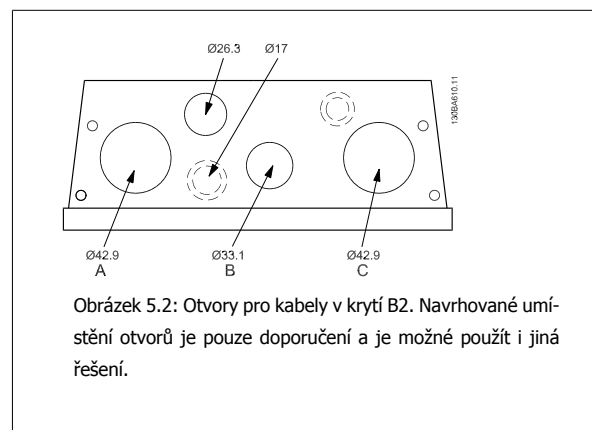 Ø26.3 Ø17
130BA610.11
Ø42.9 Ø33.1 Ø42.9
A B C
Obrázek 5.2: Otvory pro kabely v krytí B2. Navrhované umí-
stění otvorů je pouze doporučení a je možné použít i jiná
řešení.